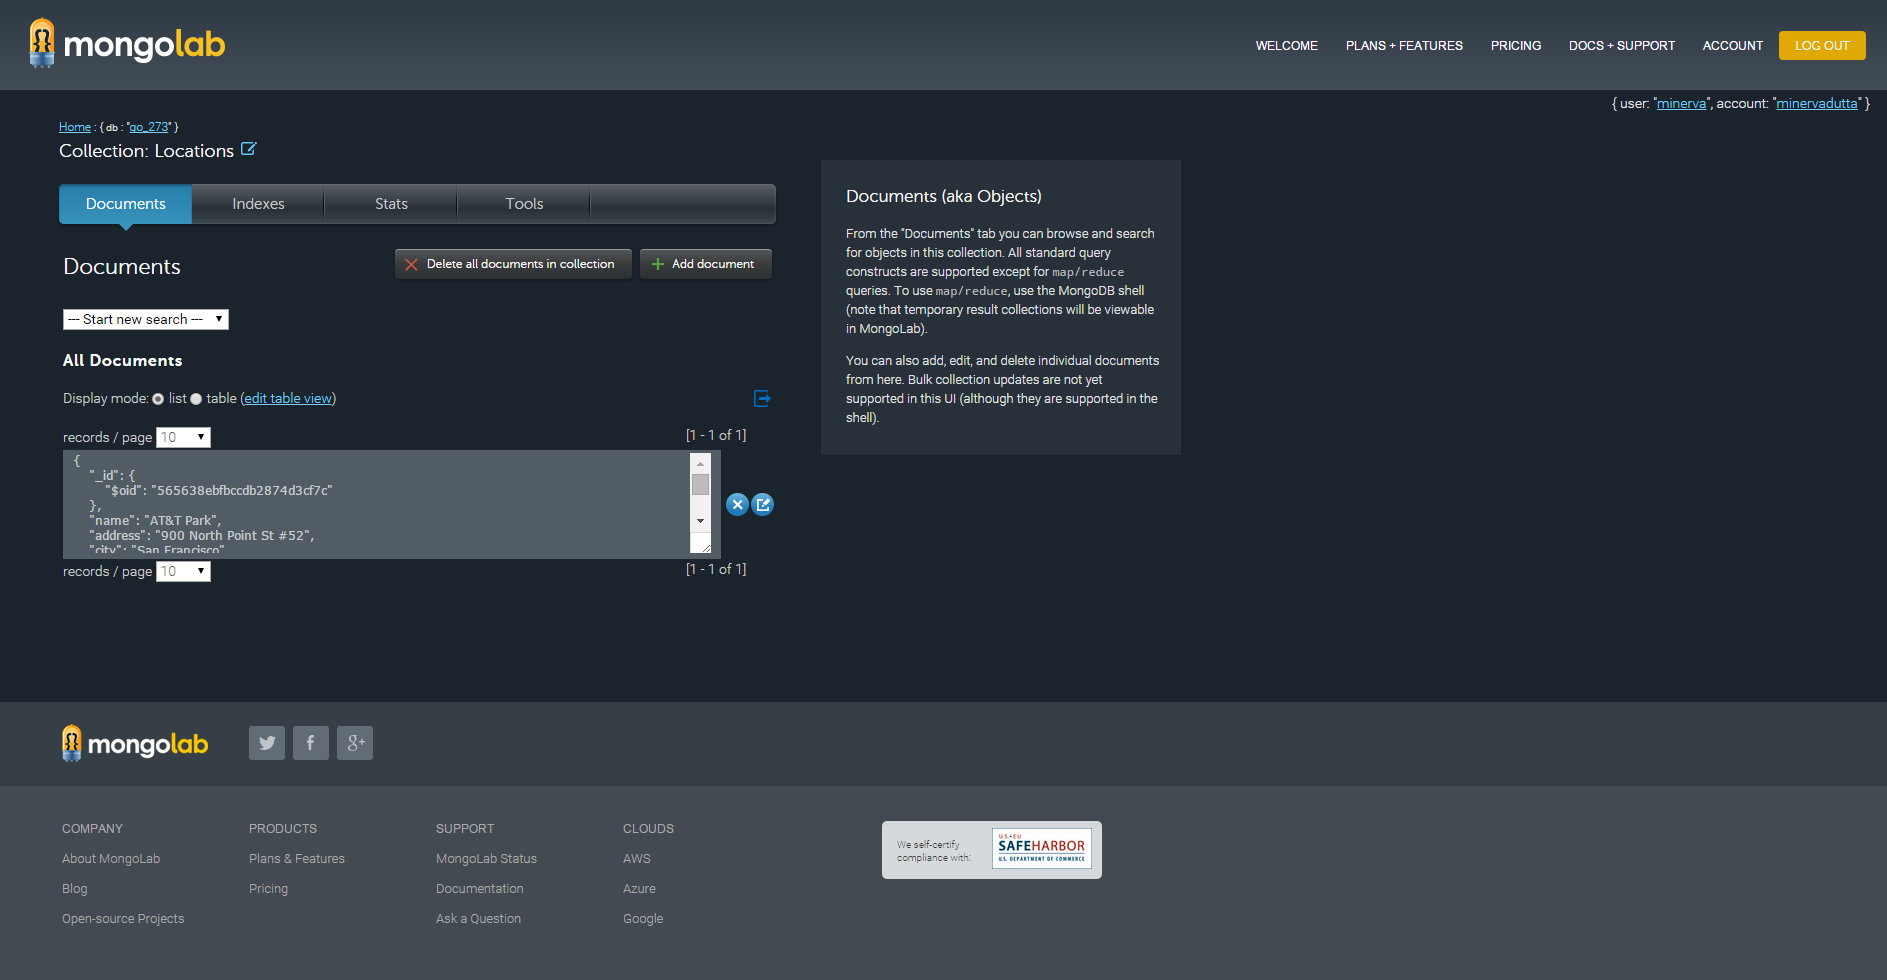 mongolab
WELCOME PLANS + FEATURES PRICING DOCS + SUPPORT ACCOUNT LOG OUT
{ user: "minerva", account: "minervadutta" }
Home : { db : "go_273" }
Collection: Locations
Documents Indexes Stats Tools
Documents
Delete all documents in collection
Add document
--- Start new search ---
All Documents
Display mode: list table (edit table view)
records / page 10
[1 - 1 of 1]
{
"_id": {
"$oid": "565638ebfbccdb2874d3cf7c"
},
"name": "AT&T Park",
"address": "900 North Point St #52",
"city": "San Francisco"
records / page 10
[1 - 1 of 1]
Documents (aka Objects)
From the "Documents" tab you can browse and search
for objects in this collection. All standard query
constructs are supported except for map/reduce
queries. To use map/reduce, use the MongoDB shell
(note that temporary result collections will be viewable
in MongoLab).
You can also add, edit, and delete individual documents
from here. Bulk collection updates are not yet
supported in this UI (although they are supported in the
shell).
mongolab
f
g+
COMPANY
About MongoLab
Blog
Open-source Projects
PRODUCTS
Plans & Features
Pricing
SUPPORT
MongoLab Status
Documentation
Ask a Question
CLOUDS
AWS
Azure
Google
We self-certify
compliance with:
U.S.•EU
SAFEHARBOR
U.S. DEPARTMENT OF COMMERCE